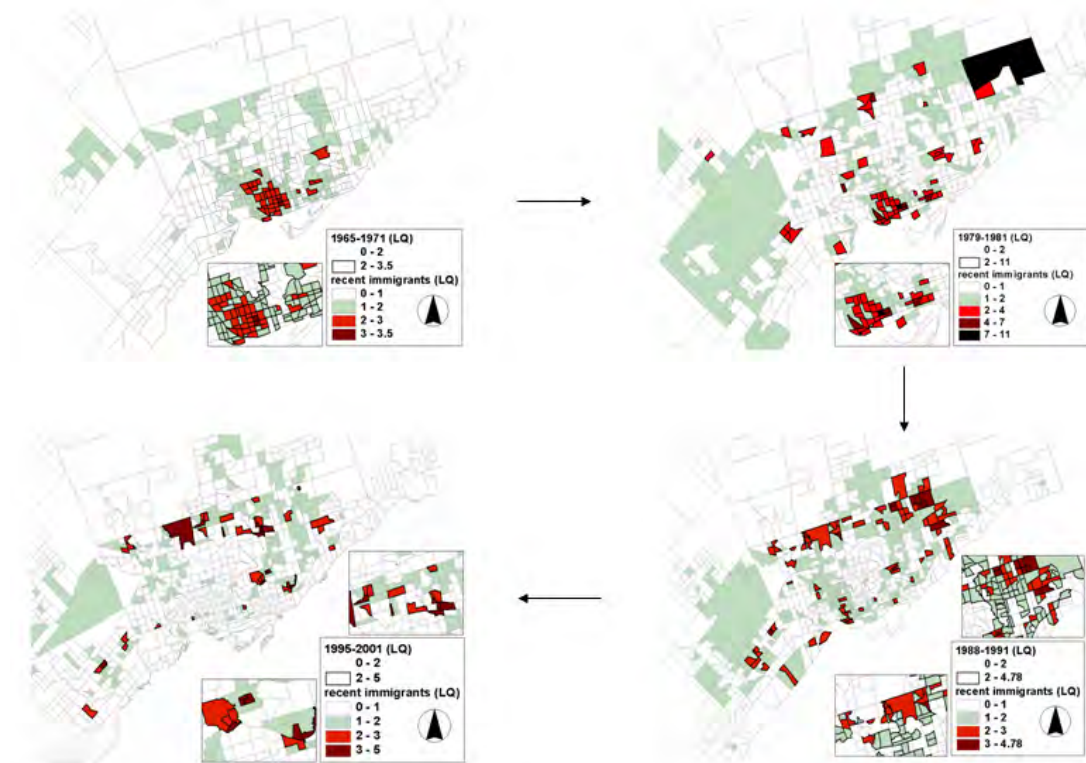 1965-1971 (LQ)
0 - 2
2 - 3.5
recent immigrants (LQ)
0 - 1
1 - 2
2 - 3
3 - 3.5
1979-1981 (LQ)
0 - 2
2 - 11
recent immigrants (LQ)
0 - 1
1 - 2
2 - 4
4 - 7
7 - 11
1995-2001 (LQ)
0 - 2
2 - 5
recent immigrants (LQ)
0 - 1
1 - 2
2 - 3
3 - 5
1988-1991 (LQ)
0 - 2
2 - 4.78
recent immigrants (LQ)
0 - 1
1 - 2
2 - 3
3 - 4.78